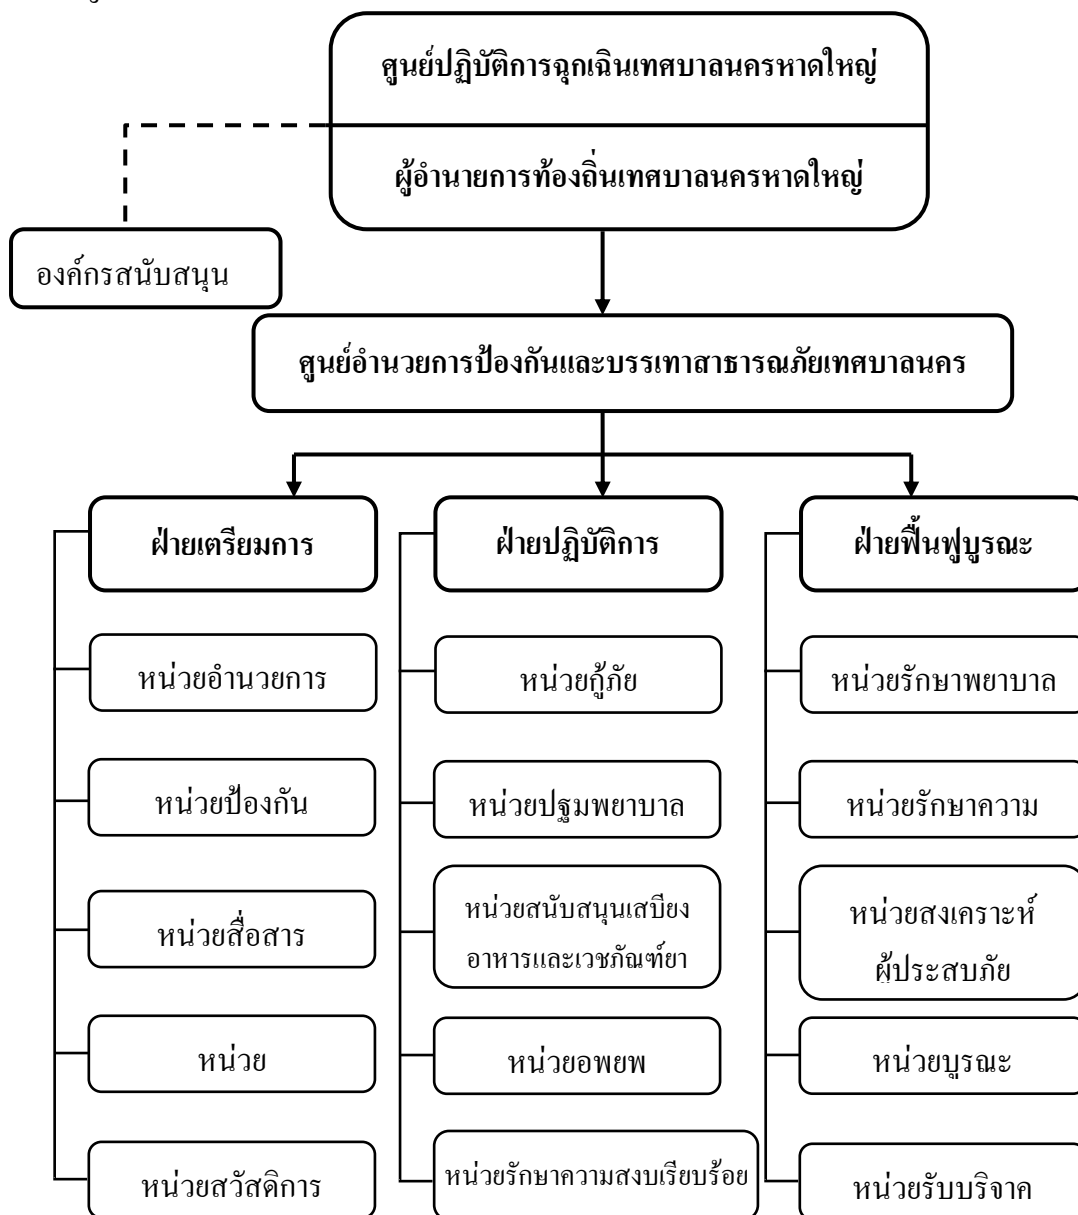 ศูนย์ปฏิบัติการฉุกเฉินเทศบาลนครหาดใหญ่
ผู้อำนายการท้องถิ่นเทศบาลนครหาดใหญ่
องค์กรสนับสนุน
ศูนย์อำนวยการป้องกันและบรรเทาสาธารณภัยเทศบาลนคร
ฝ่ายเตรียมการ
ฝ่ายปฏิบัติการ
ฝ่ายฟื้นฟูบูรณะ
หน่วยอำนวยการ
หน่วยกู้ภัย
หน่วยรักษาพยาบาล
หน่วยป้องกัน
หน่วยปฐมพยาบาล
หน่วยรักษาความ
หน่วยสื่อสาร
หน่วยสนับสนุนเสบียง
อาหารและเวชภัณฑ์ยา
หน่วยสงเคราะห์
ผู้ประสบภัย
หน่วย
หน่วยอพยพ
หน่วยบูรณะ
หน่วยสวัสดิการ
หน่วยรักษาความสงบเรียบร้อย
หน่วยรับบริจาค